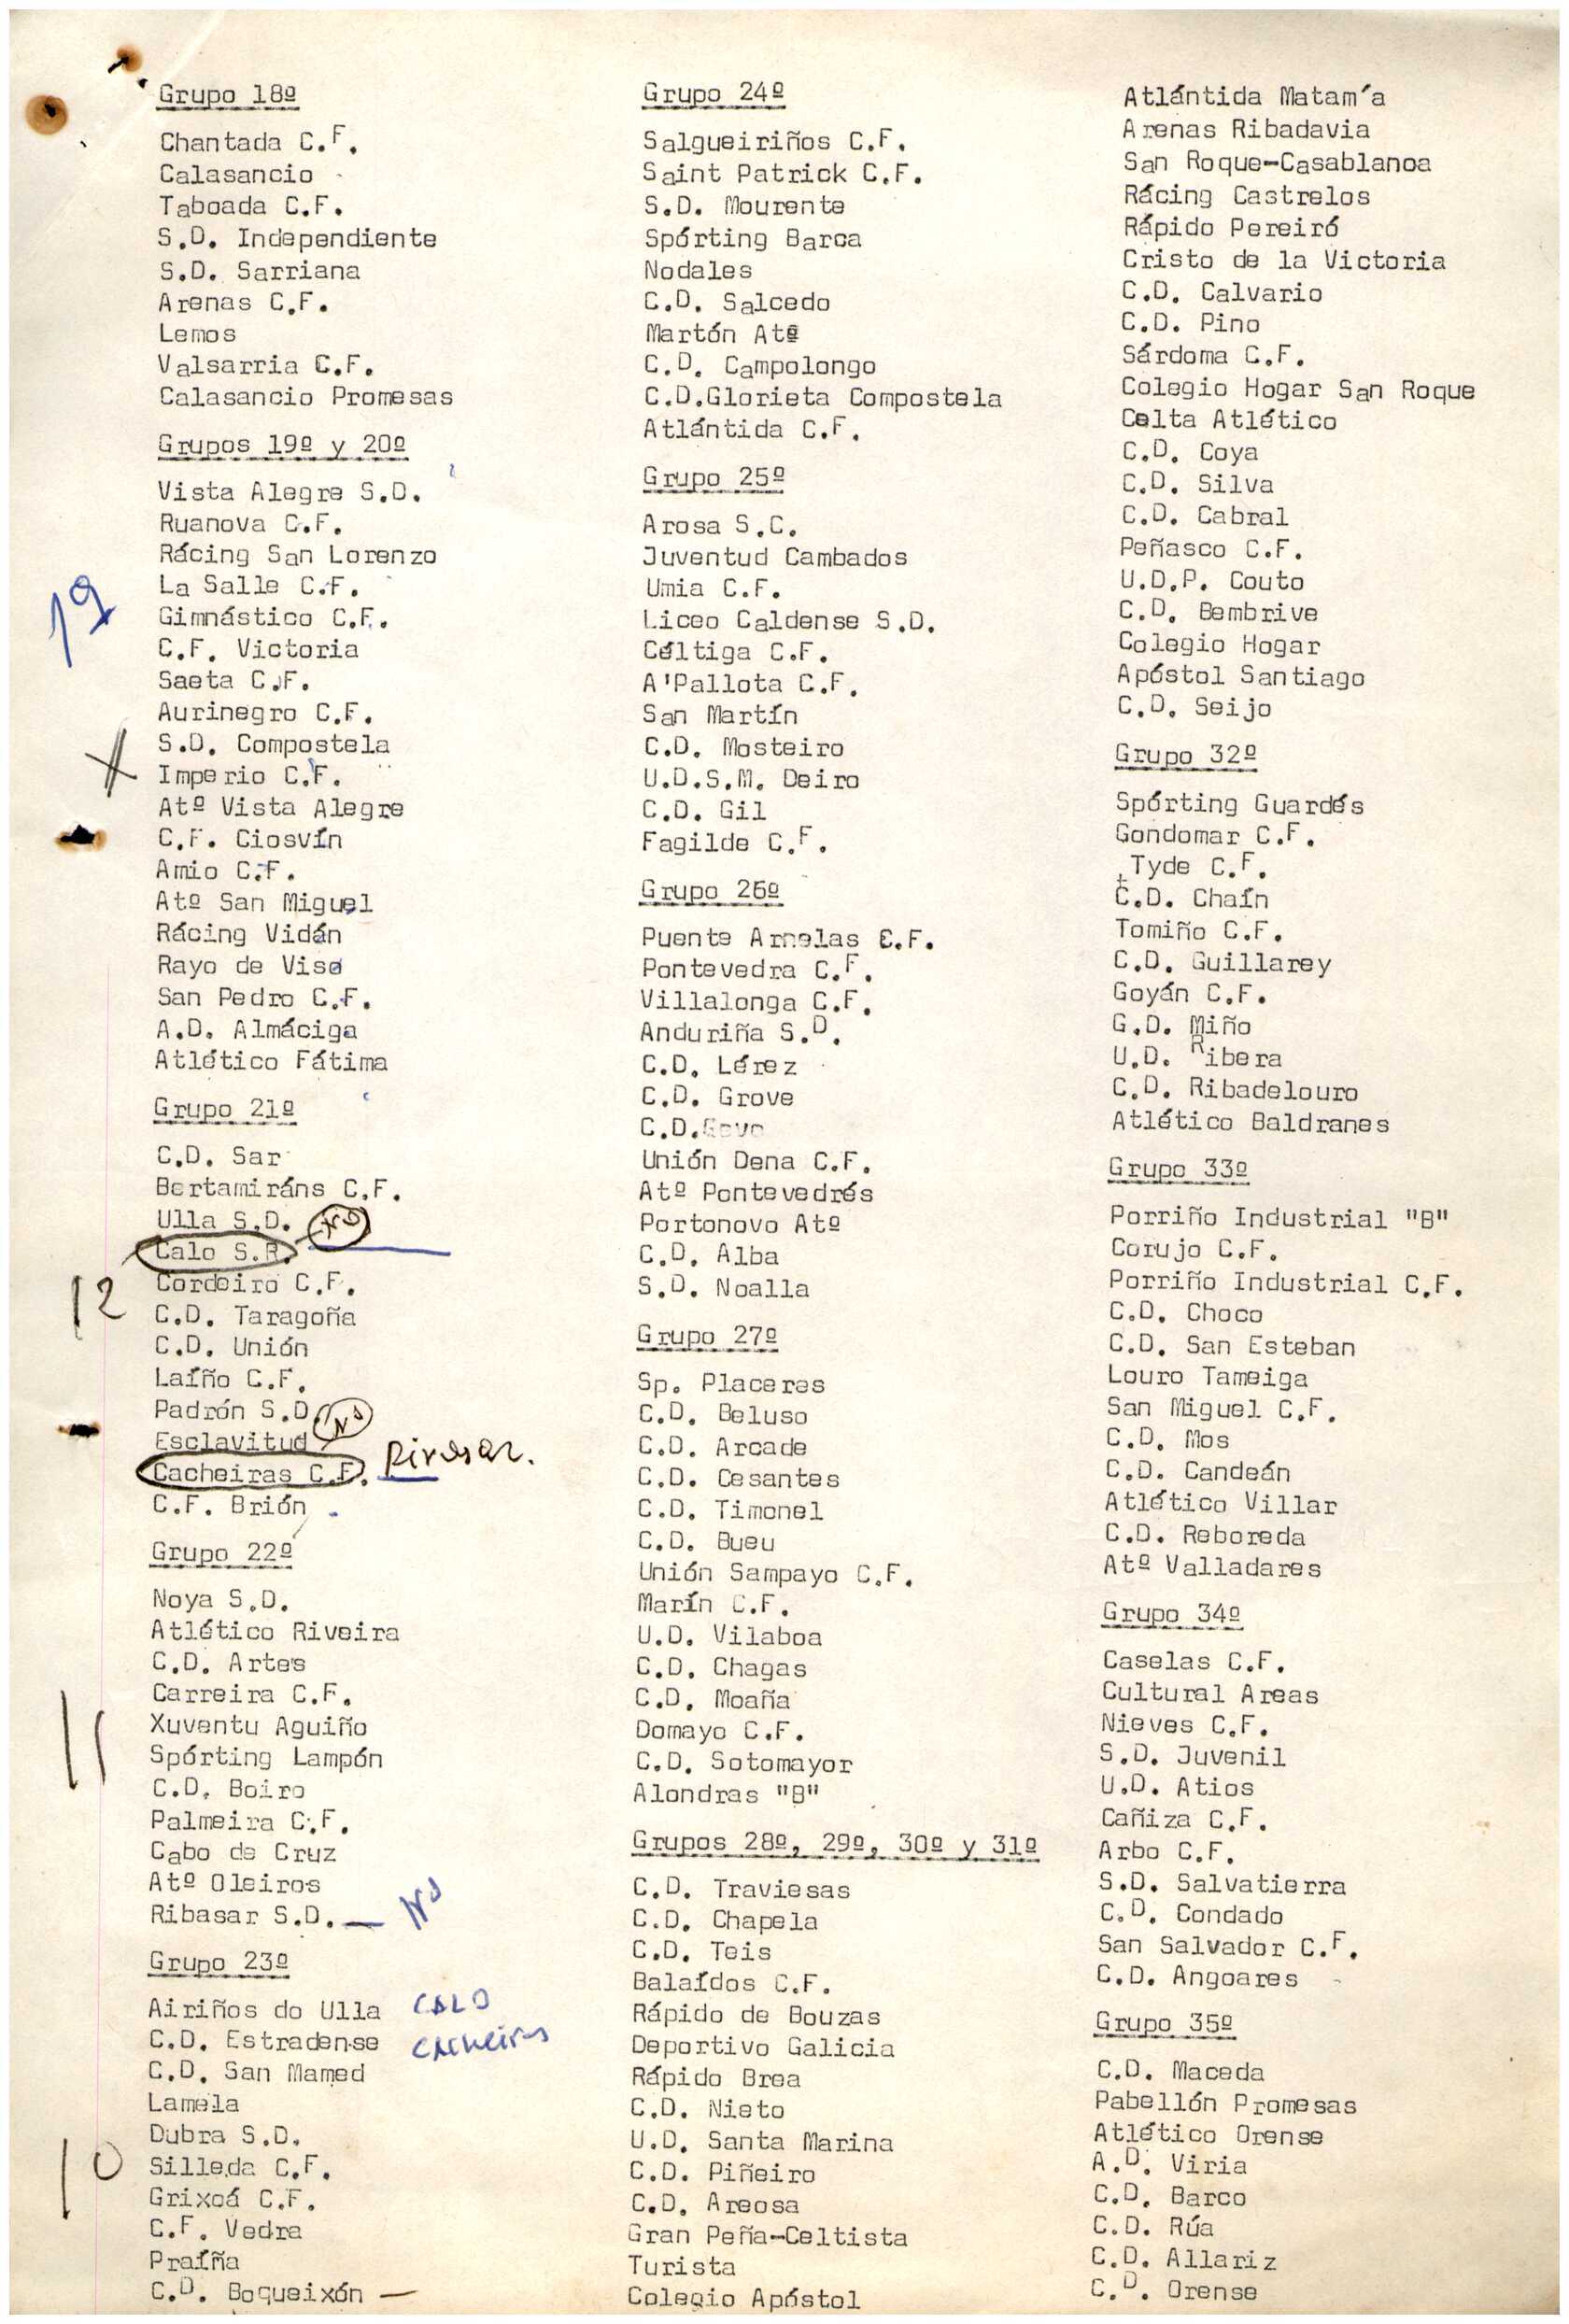 Grupo 18º
Chantada C.F.
Calasancio
Taboada C.F.
S.D. Independiente
S.D. Sarriana
Arenas C.F.
Lemos
Valsarria C.F.
Calasancio Promesas
Grupos 19º y 20º
Vista Alegre S.D.
Ruanova C.F.
Rácing San Lorenzo
La Salle C.F.
19
Gimnástico C.F.
C.F. Victoria
Saeta C.F.
Aurinegro C.F.
S.D. Compostela
Imperio C.F.
Atº Vista Alegre
C.F. Ciosvín
Amio C.F.
Atº San Miguel
Rácing Vidán
Rayo de Viso
San Pedro C.F.
A.D. Almáciga
Atlético Fátima
Grupo 21º
C.D. Sar
Bertamiráns C.F.
Ulla S.D. NO
Calo S.R.
12
Cordeiro C.F.
C.D. Taragoña
C.D. Unión
Laíño C.F.
Padrón S.D. NO
Esclavitud
Cacheiras C.F. Rivasar.
C.F. Brión
Grupo 22º
Noya S.D.
Atlético Riveira
C.D. Artes
Carreira C.F.
11
Xuventu Aguiño
Spórting Lampón
C.D. Boiro
Palmeira C.F.
Cabo de Cruz
Atº Oleiros
Ribasar S.D. — NO
Grupo 23º
Airiños do Ulla CALO
C.D. Estradense CACHEIRAS
C.D. San Mamed
Lamela
Dubra S.D.
10
Silleda C.F.
Grixoá C.F.
C.F. Vedra
Praíña
C.D. Boqueixón —
Grupo 24º
Salgueiriños C.F.
Saint Patrick C.F.
S.D. Mourente
Spórting Barca
Nodales
C.D. Salcedo
Martón Atº
C.D. Campolongo
C.D.Glorieta Compostela
Atlántida C.F.
Grupo 25º
Arosa S.C.
Juventud Cambados
Umia C.F.
Liceo Caldense S.D.
Céltiga C.F.
A'Pallota C.F.
San Martín
C.D. Mosteiro
U.D.S.M. Deiro
C.D. Gil
Fagilde C.F.
Grupo 26º
Puente Arnelas C.F.
Pontevedra C.F.
Villalonga C.F.
Anduriña S.D.
C.D. Lérez
C.D. Grove
C.D.
Unión Dena C.F.
Atº Pontevedrés
Portonovo Atº
C.D. Alba
S.D. Noalla
Grupo 27º
Sp. Placeres
C.D. Beluso
C.D. Arcade
C.D. Cesantes
C.D. Timonel
C.D. Bueu
Unión Sampayo C.F.
Marín C.F.
U.D. Vilaboa
C.D. Chagas
C.D. Moaña
Domayo C.F.
C.D. Sotomayor
Alondras "B"
Grupos 28º, 29º, 30º y 31º
C.D. Traviesas
C.D. Chapela
C.D. Teis
Balaídos C.F.
Rápido de Bouzas
Deportivo Galicia
Rápido Brea
C.D. Nieto
U.D. Santa Marina
C.D. Piñeiro
C.D. Areosa
Gran Peña-Celtista
Turista
Colegio Apóstol
Atlántida Matam´a
Arenas Ribadavia
San Roque-Casablanca
Rácing Castrelos
Rápido Pereiró
Cristo de la Victoria
C.D. Calvario
C.D. Pino
Sárdoma C.F.
Colegio Hogar San Roque
Celta Atlético
C.D. Coya
C.D. Silva
C.D. Cabral
Peñasco C.F.
U.D.P. Couto
C.D. Bembrive
Colegio Hogar
Apóstol Santiago
C.D. Seijo
Grupo 32º
Spórting Guardés
Gondomar C.F.
Tyde C.F.
C.D. Chaín
Tomiño C.F.
C.D. Guillarey
Goyán C.F.
G.D. Miño
U.D. Ribera
C.D. Ribadelouro
Atlético Baldranes
Grupo 33º
Porriño Industrial "B"
Corujo C.F.
Porriño Industrial C.F.
C.D. Choco
C.D. San Esteban
Louro Tameiga
San Miguel C.F.
C.D. Mos
C.D. Candeán
Atlético Villar
C.D. Reboreda
Atº Valladares
Grupo 34º
Caselas C.F.
Cultural Areas
Nieves C.F.
S.D. Juvenil
U.D. Atios
Cañiza C.F.
Arbo C.F.
S.D. Salvatierra
C.D. Condado
San Salvador C.F.
C.D. Angoares
Grupo 35º
C.D. Maceda
Pabellón Promesas
Atlético Orense
A.D. Viria
C.D. Barco
C.D. Rúa
C.D. Allariz
C.D. Orense